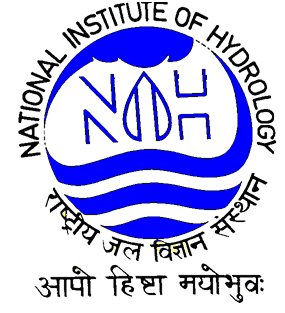 NATIONAL INSTITUTE OF HYDROLOGY
NIH
राष्ट्रीय जल विज्ञान संस्थान
आपो हिष्टा मयोभुवः